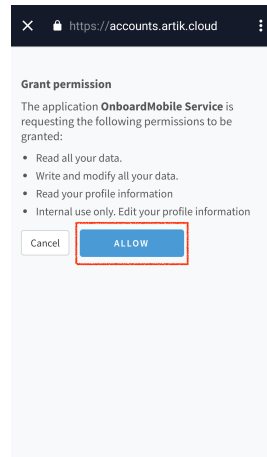 https://accounts.artik.cloud
Grant permission
The application OnboardMobile Service is
requesting the following permissions to be
granted:
• Read all your data.
• Write and modify all your data.
• Read your profile information
• Internal use only. Edit your profile information
Cancel
ALLOW